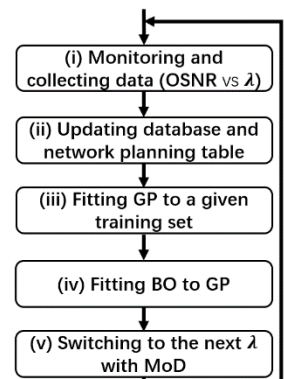 (i) Monitoring and
collecting data (OSNR vs λ)
(ii) Updating database and
network planning table
(iii) Fitting GP to a given
training set
(iv) Fitting BO to GP
(v) Switching to the next λ
with MoD